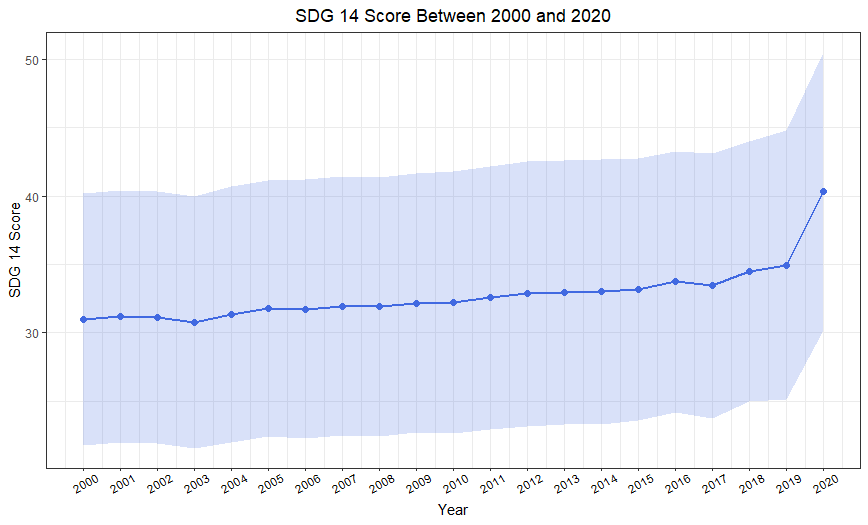 SDG 14 Score Between 2000 and 2020
50
40
30
SDG 14 Score
2000 2001 2002 2003 2004 2005 2006 2007 2008 2009 2010 2011 2012 2013 2014 2015 2016 2017 2018 2019 2020
Year